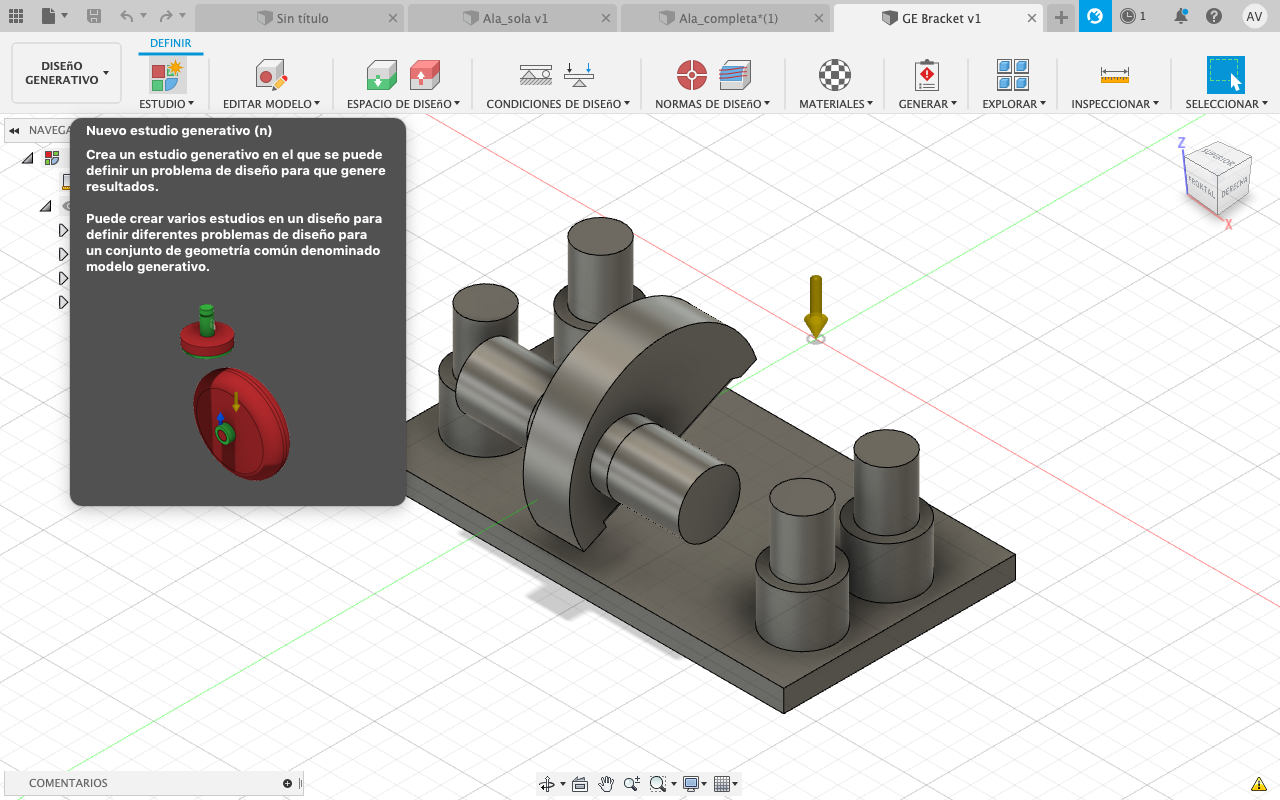 Sin título
Ala_sola v1
Ala_completa*(1)
GE Bracket v1
1
AV
DISEñO
GENERATIVO
DEFINIR
ESTUDIO
EDITAR MODELO
ESPACIO DE DISEñO
CONDICIONES DE DISEñO
NORMAS DE DISEñO
MATERIALES
GENERAR
EXPLORAR
INSPECCIONAR
SELECCIONAR
NAVEGA
Nuevo estudio generativo (n)
Crea un estudio generativo en el que se puede
definir un problema de diseño para que genere
resultados.
Puede crear varios estudios en un diseño para
definir diferentes problemas de diseño para
un conjunto de geometría común denominado
modelo generativo.
Z
SUPERIOR
FRONTAL
DERECHA
X
COMENTARIOS